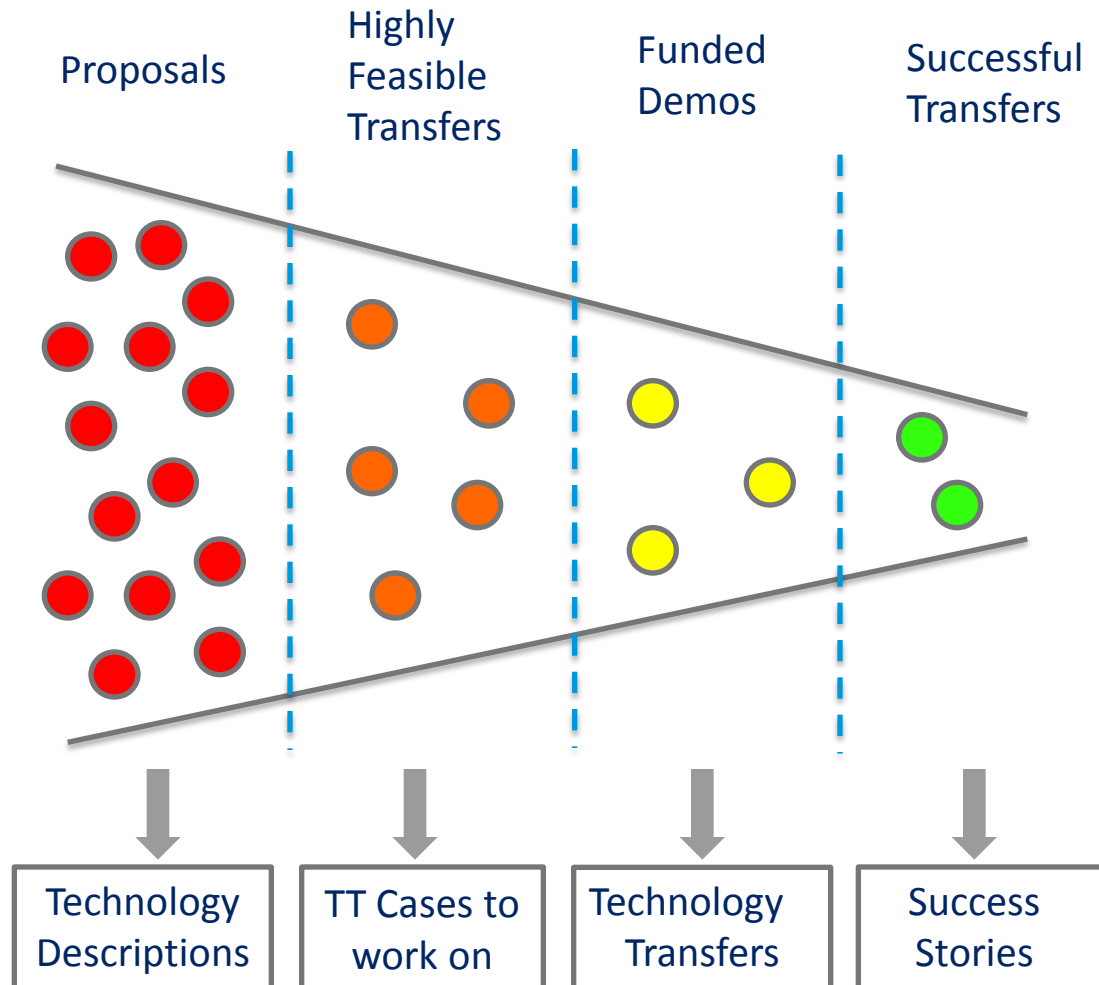 Proposals
Highly
Feasible
Transfers
Funded
Demos
Successful
Transfers
Technology
Descriptions
TT Cases to
work on
Technology
Transfers
Success
Stories